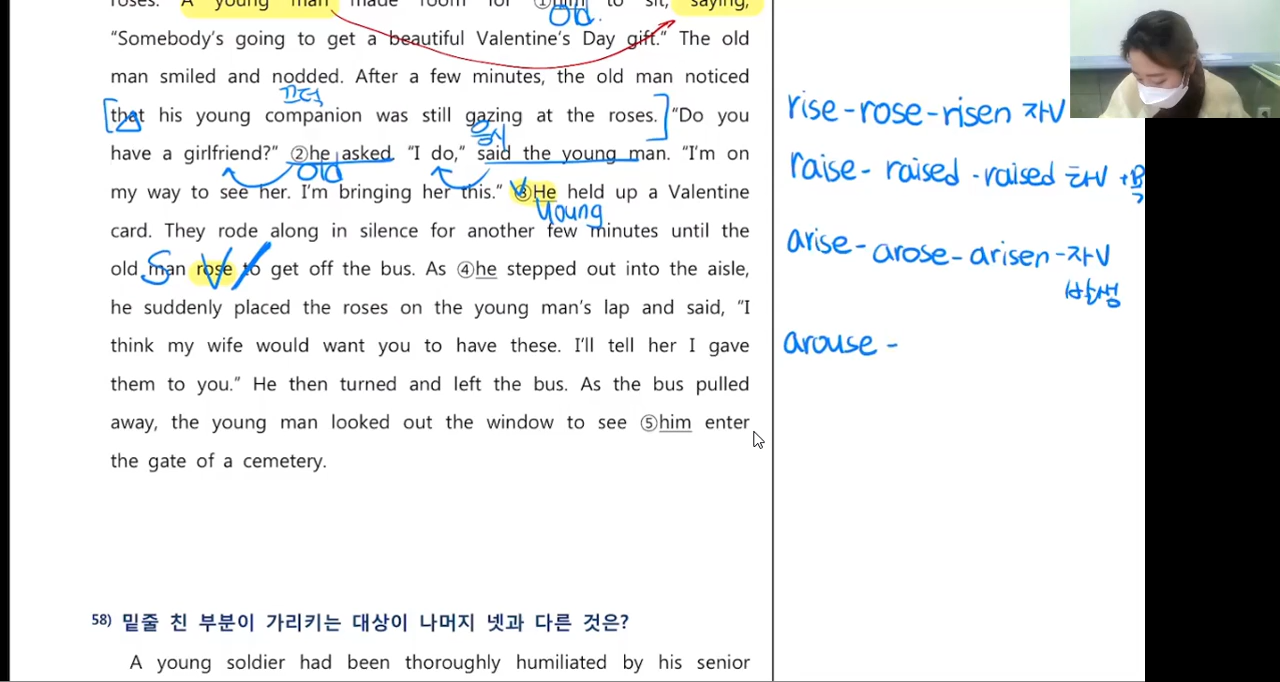 roses. A young man made room for ①him to sit, saying,
Old.
“Somebody’s going to get a beautiful Valentine’s Day gift.” The old
man smiled and nodded. After a few minutes, the old man noticed
that his young companion was still gazing at the roses. “Do you
응시
have a girlfriend?” ②he asked. “I do,” said the young man. “I’m on
Old
my way to see her. I’m bringing her this.” ③He held up a Valentine
V
Young
card. They rode along in silence for another few minutes until the
old man rose to get off the bus. As ④he stepped out into the aisle,
S V
he suddenly placed the roses on the young man’s lap and said, “I
think my wife would want you to have these. I’ll tell her I gave
them to you.” He then turned and left the bus. As the bus pulled
away, the young man looked out the window to see ⑤him enter
the gate of a cemetery.
58) 밑줄 친 부분이 가리키는 대상이 나머지 넷과 다른 것은?
A young soldier had been thoroughly humiliated by his senior
rise - rose - risen 자V
raise - raised - raised 타V +목
arise - arose - arisen - 자V
발생
arouse -